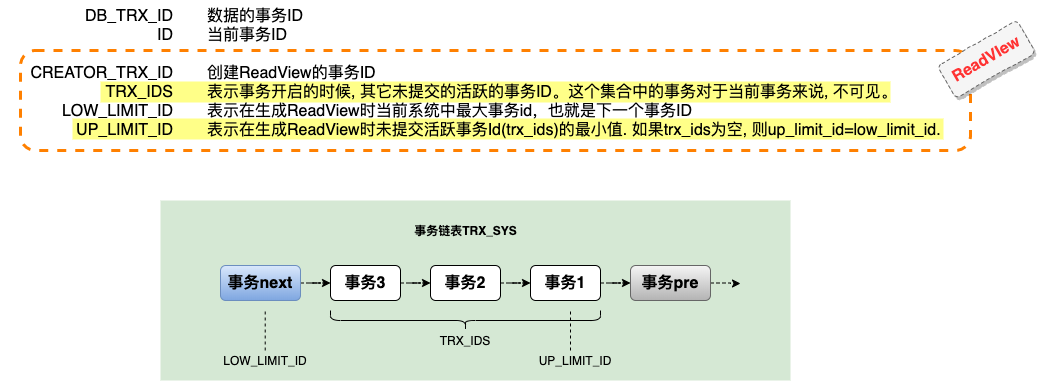 DB_TRX_ID 数据的事务ID
ID 当前事务ID
ReadVIew
CREATOR_TRX_ID 创建ReadView的事务ID
TRX_IDS 表示事务开启的时候, 其它未提交的活跃的事务ID。这个集合中的事务对于当前事务来说, 不可见。
LOW_LIMIT_ID 表示在生成ReadView时当前系统中最大事务id，也就是下一个事务ID
UP_LIMIT_ID 表示在生成ReadView时未提交活跃事务Id(trx_ids)的最小值. 如果trx_ids为空, 则up_limit_id=low_limit_id.
事务链表TRX_SYS
事务next 事务3 事务2 事务1 事务pre
TRX_IDS
LOW_LIMIT_ID UP_LIMIT_ID